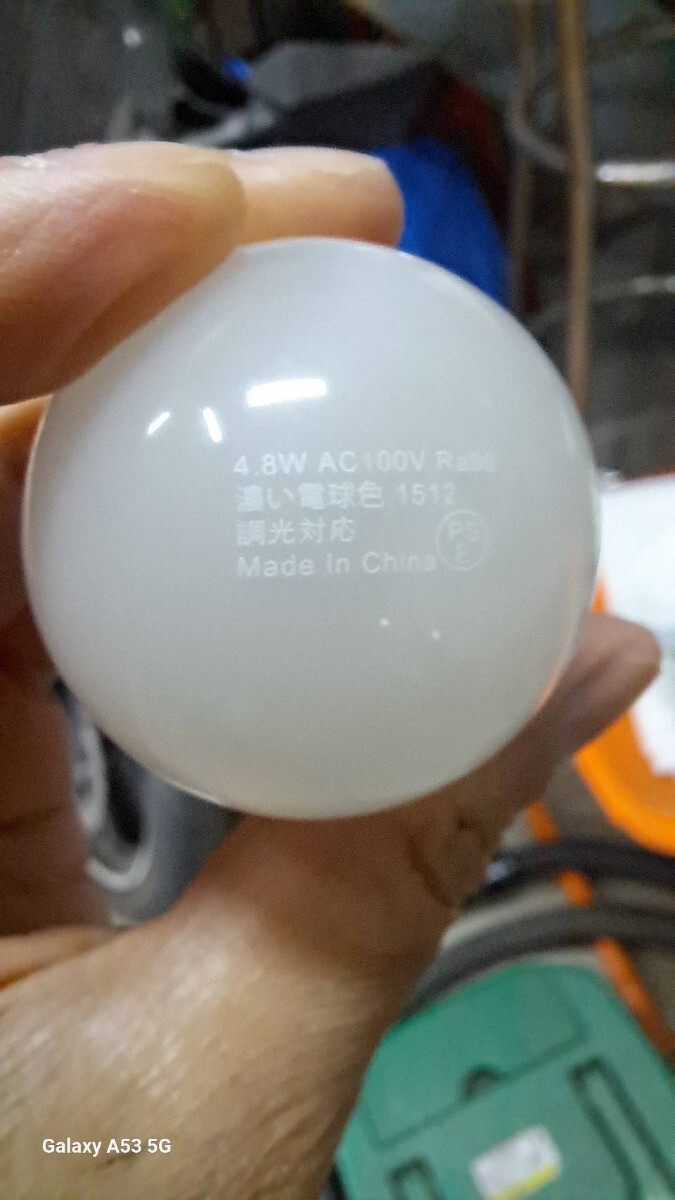 4.8W AC100V Ra90
濃い電球色 1512
調光対応
Made In China
PS
E
Galaxy A53 5G